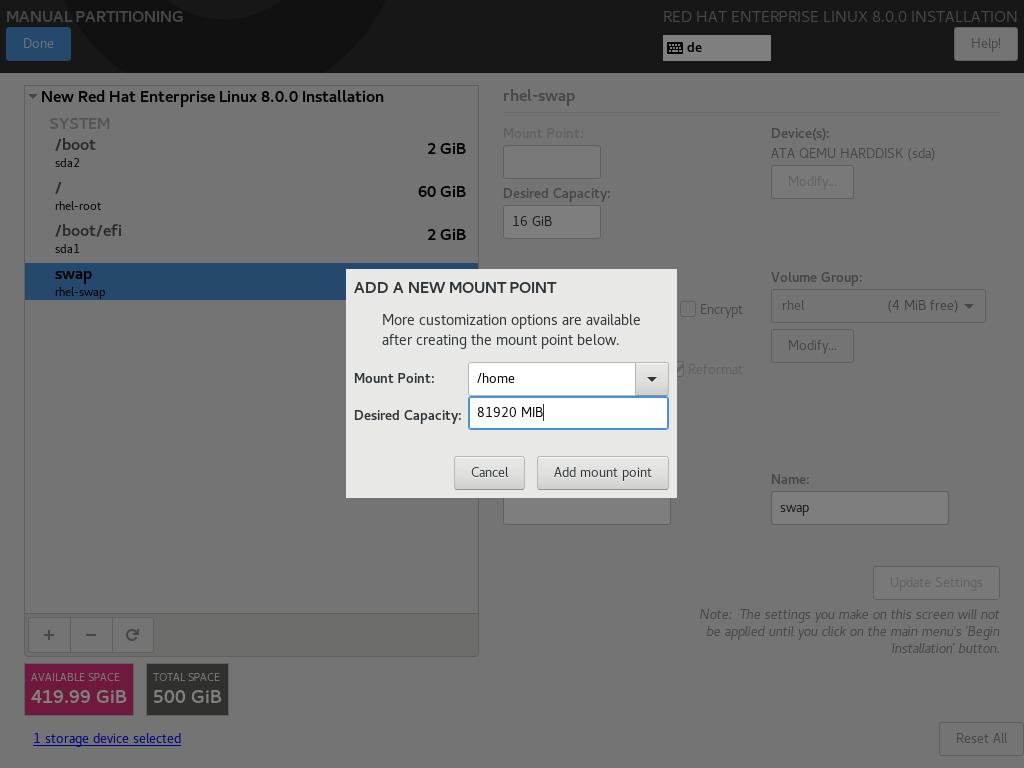 MANUAL PARTITIONING
RED HAT ENTERPRISE LINUX 8.0.0 INSTALLATION
Done
de
Help!
New Red Hat Enterprise Linux 8.0.0 Installation
SYSTEM
/boot
2 GiB
sda2
/
60 GiB
rhel-root
/boot/efi
2 GiB
sda1
swap
rhel-swap
rhel-swap
Mount Point:
Desired Capacity:
16 GiB
Device(s):
ATA QEMU HARDDISK (sda)
Modify...
Encrypt
Volume Group:
rhel (4 MiB free)
Modify...
Reformat
Name:
swap
ADD A NEW MOUNT POINT
More customization options are available
after creating the mount point below.
Mount Point: /home
Desired Capacity: 81920 MIB
Cancel
Add mount point
Update Settings
Note: The settings you make on this screen will not
be applied until you click on the main menu's 'Begin
Installation' button.
+ −
AVAILABLE SPACE
419.99 GiB
TOTAL SPACE
500 GiB
1 storage device selected
Reset All